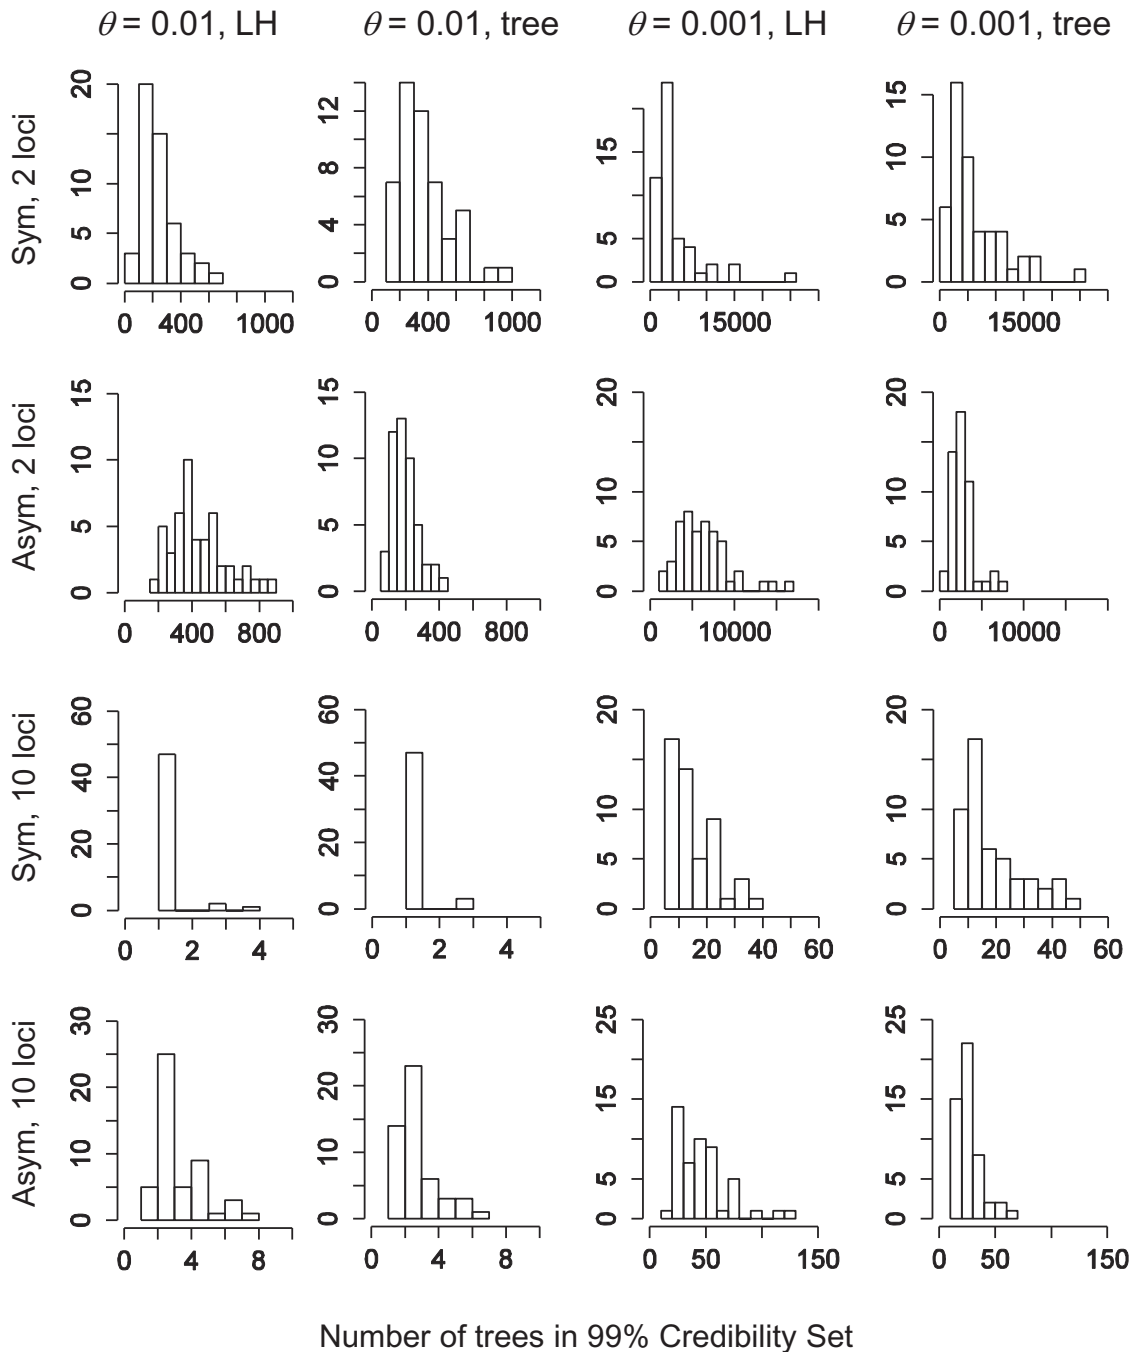 θ = 0.01, LH θ = 0.01, tree θ = 0.001, LH θ = 0.001, tree
Sym, 2 loci
0 5 10 20
0 400 1000
0 4 8 12
0 400 1000
0 5 15
0 15000
0 5 10 15
0 15000
Asym, 2 loci
0 5 10 15
0 400 800
0 5 10 15
0 400 800
0 5 10 20
0 10000
0 5 10 20
0 10000
Sym, 10 loci
0 20 40 60
0 2 4
0 20 40 60
0 2 4
0 5 10 20
0 20 40 60
0 5 10 20
0 20 40 60
Asym, 10 loci
0 10 20 30
0 4 8
0 10 20 30
0 4 8
0 5 15 25
0 50 150
0 5 15 25
0 50 150
Number of trees in 99% Credibility Set